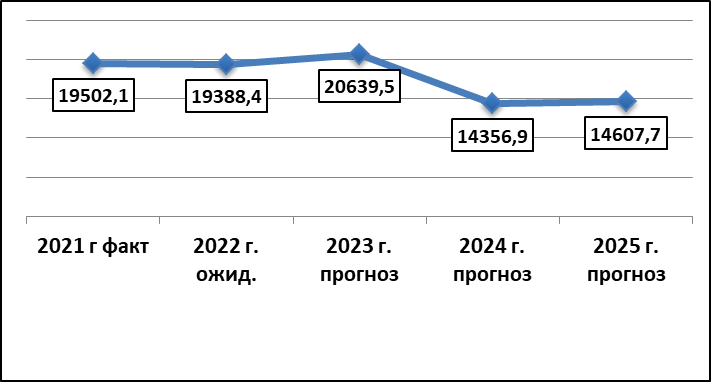 19502,1
19388,4
20639,5
14356,9
14607,7
2021 г факт
2022 г.
ожид.
2023 г.
прогноз
2024 г.
прогноз
2025 г.
прогноз